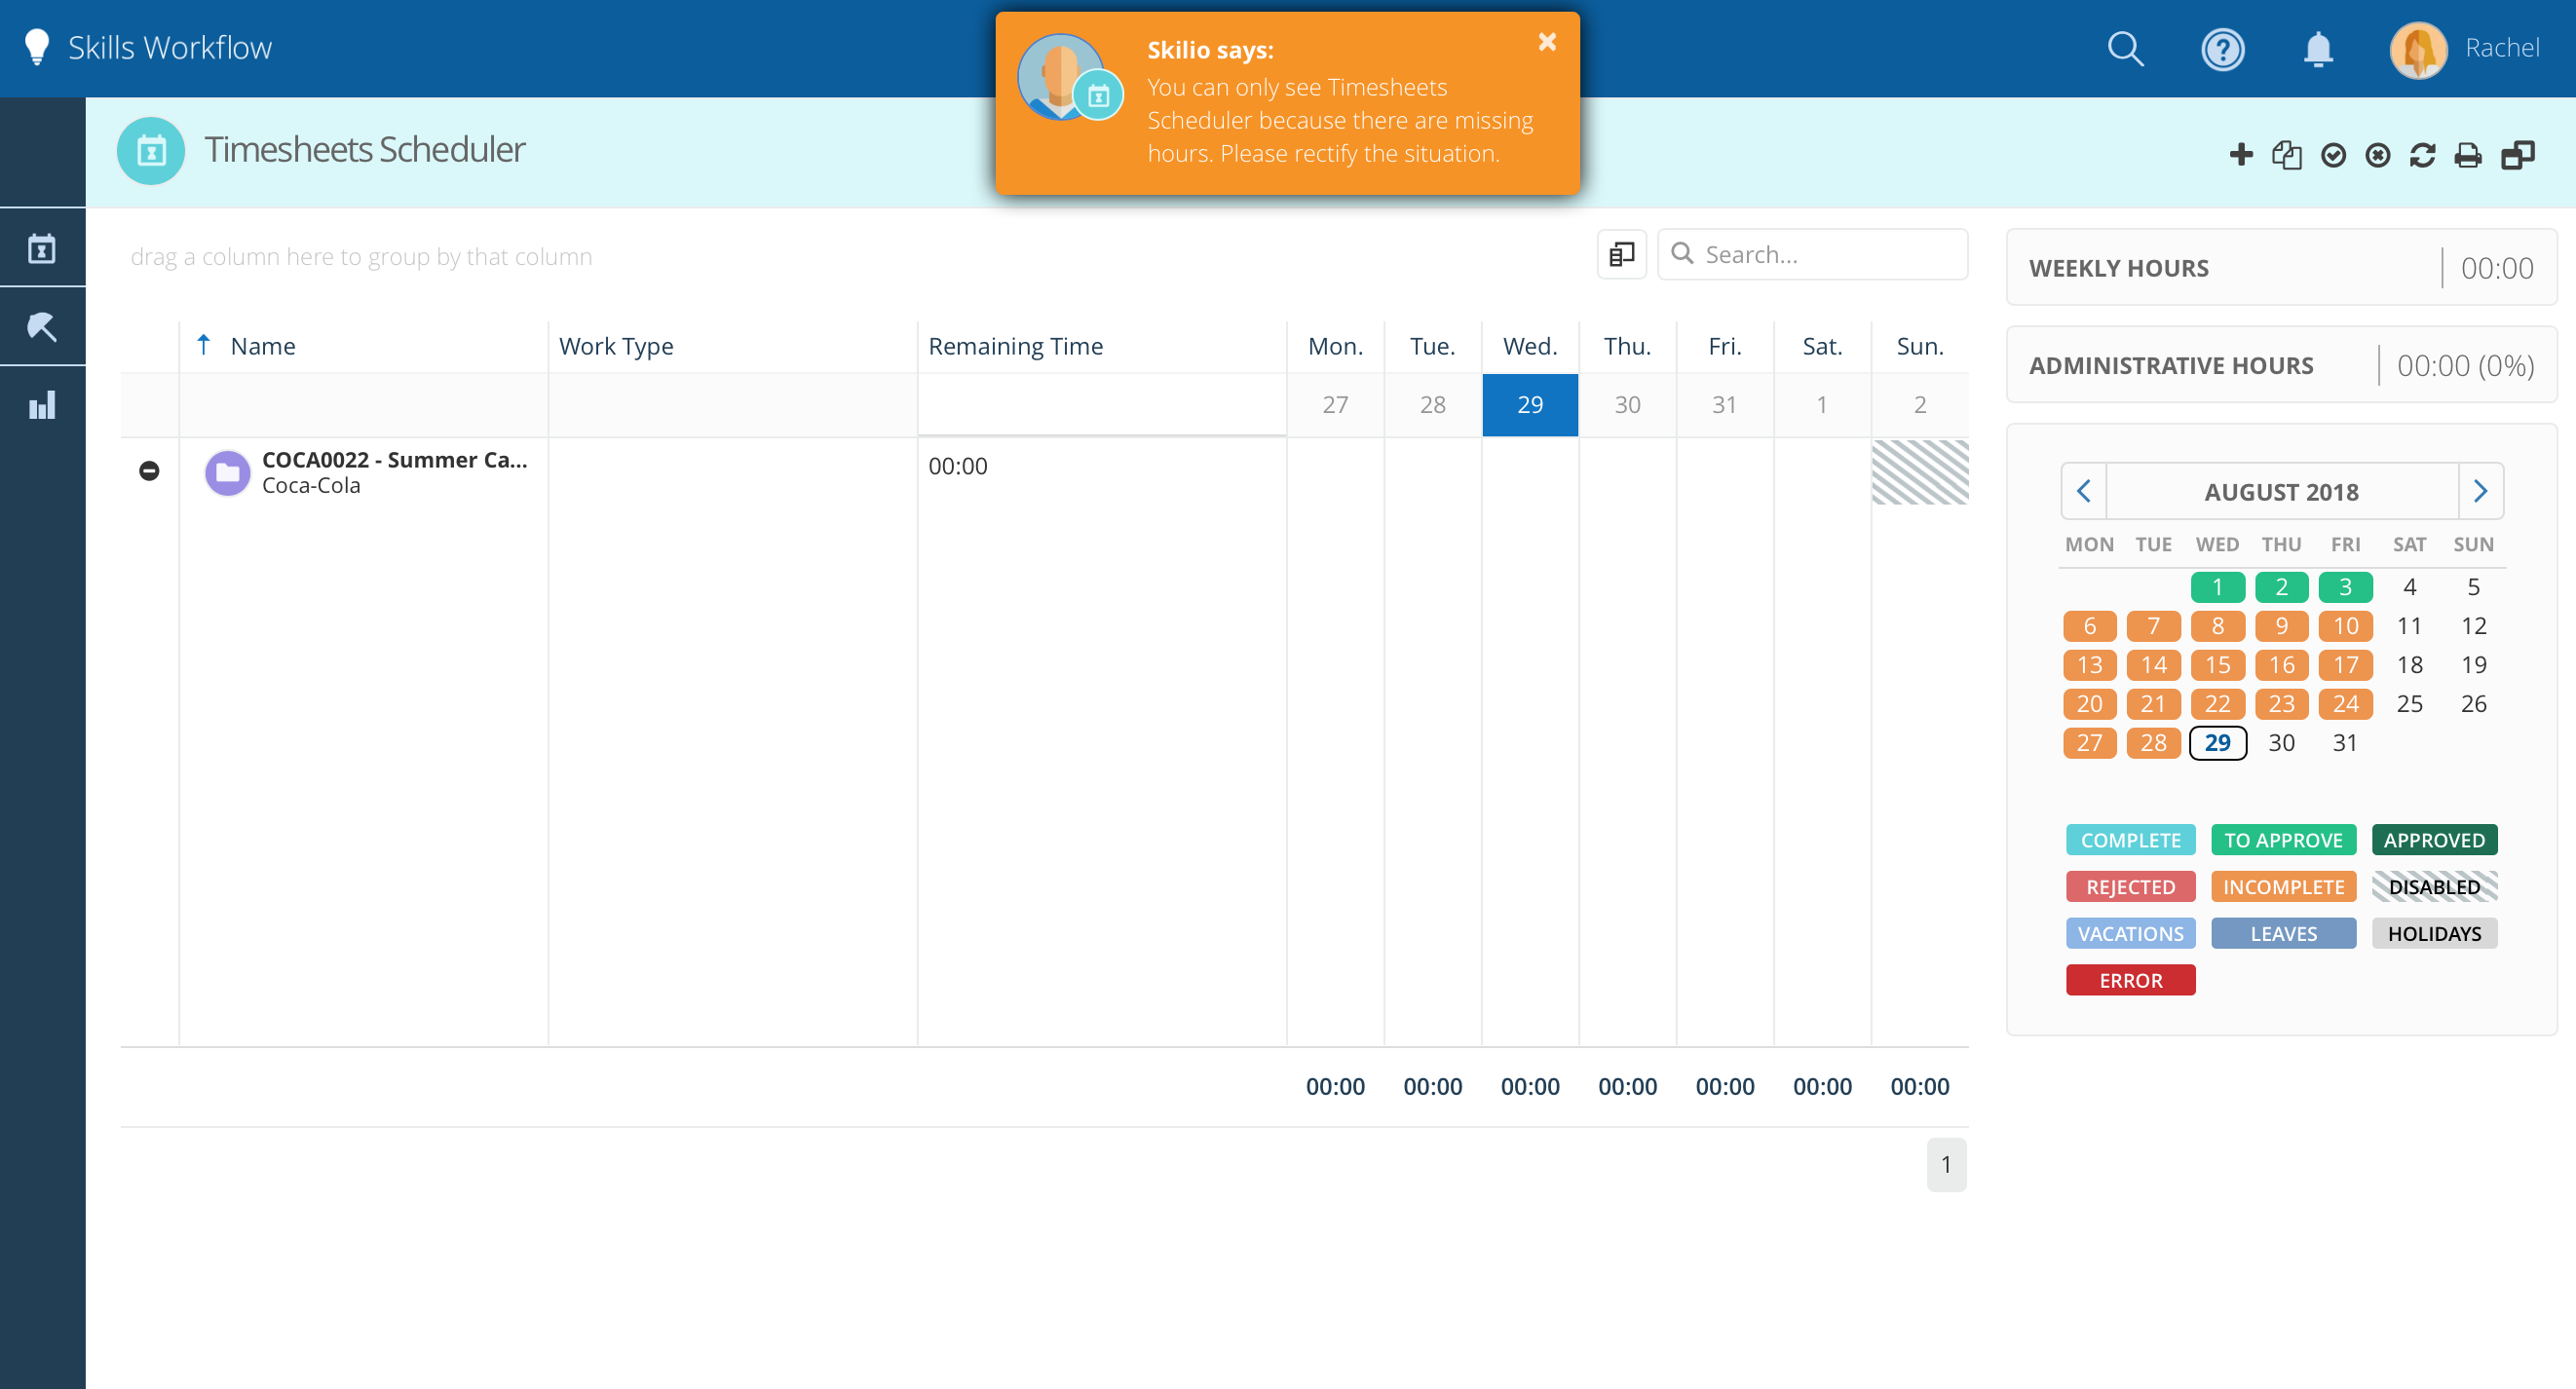 Skills Workflow
Skilio says:
You can only see Timesheets
Scheduler because there are missing
hours. Please rectify the situation.
Rachel
Timesheets Scheduler
drag a column here to group by that column
Search...
Name Work Type Remaining Time Mon. Tue. Wed. Thu. Fri. Sat. Sun.
27 28 29 30 31 1 2
COCA0022 - Summer Ca...
Coca-Cola
00:00
00:00 00:00 00:00 00:00 00:00 00:00 00:00
1
WEEKLY HOURS 00:00
ADMINISTRATIVE HOURS 00:00 (0%)
AUGUST 2018
MON TUE WED THU FRI SAT SUN
1 2 3 4 5
6 7 8 9 10 11 12
13 14 15 16 17 18 19
20 21 22 23 24 25 26
27 28 29 30 31
COMPLETE TO APPROVE APPROVED
REJECTED INCOMPLETE DISABLED
VACATIONS LEAVES HOLIDAYS
ERROR